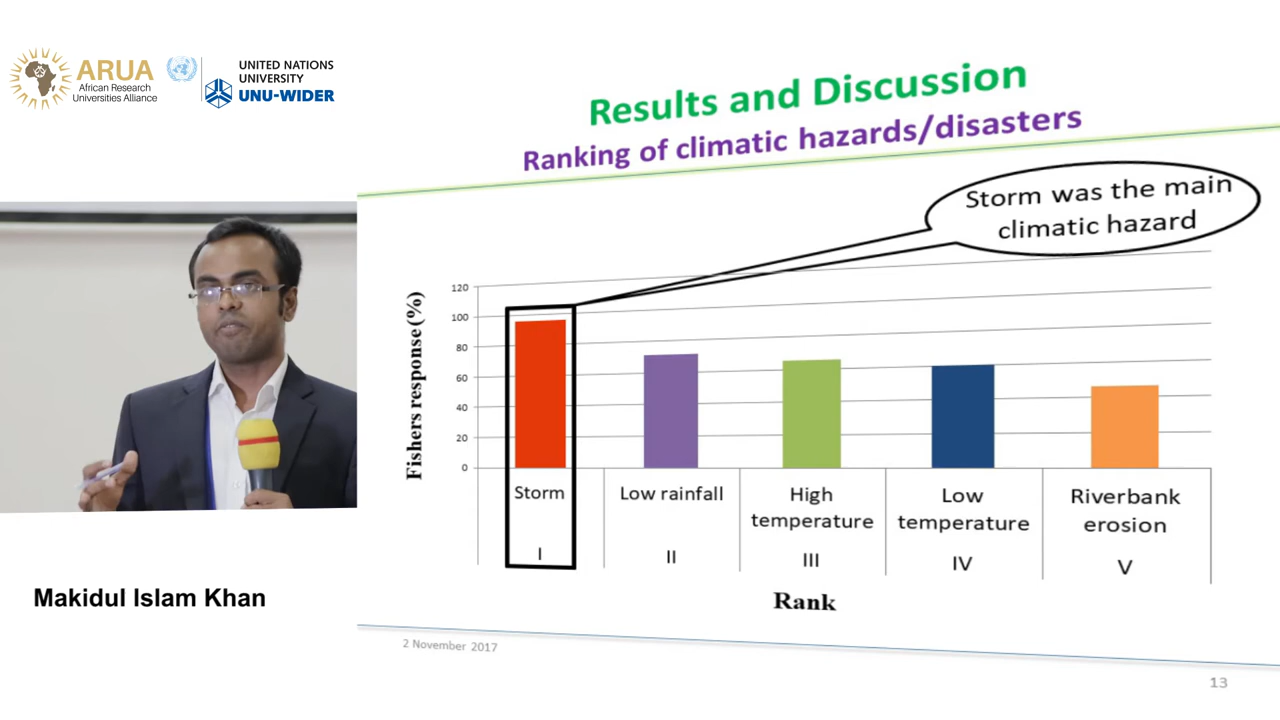 ARUA
African Research
Universities Alliance
UNITED NATIONS
UNIVERSITY
UNU-WIDER
Results and Discussion
Ranking of climatic hazards/disasters
Storm was the main
climatic hazard
Fishers response (%)
120
100
80
60
40
20
0
Storm
I
Low rainfall
II
High
temperature
III
Low
temperature
IV
Riverbank
erosion
V
Rank
Makidul Islam Khan
2 November 2017
13